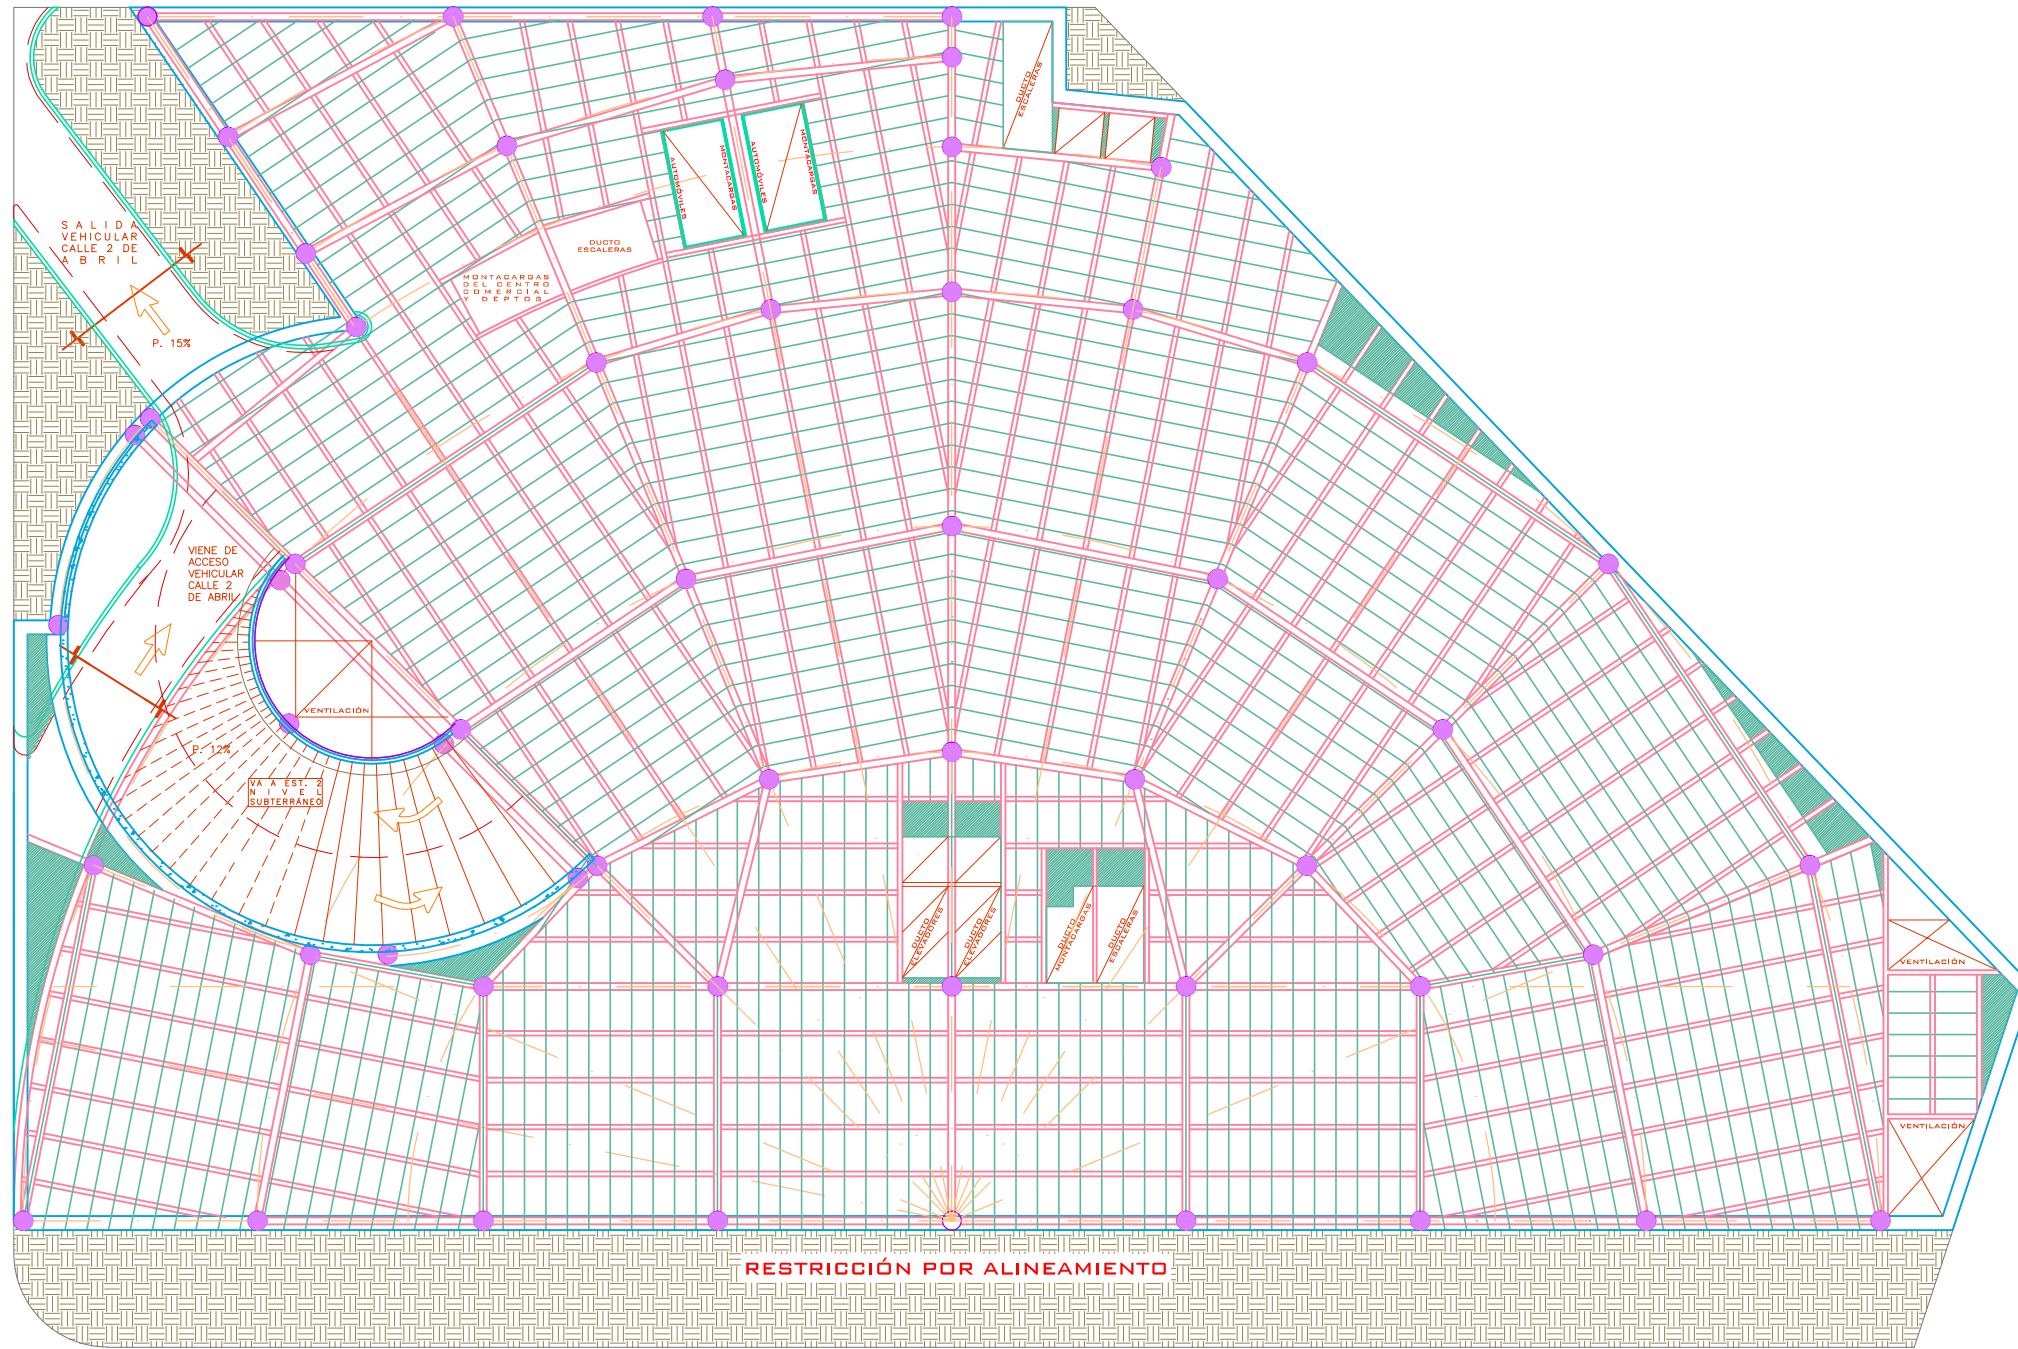 DUCTO
ESCALERAS
AUTOMÓVILES
MONTACARGAS
AUTOMÓVILES
MONTACARGAS
SALIDA
VEHICULAR
CALLE 2 DE
ABRIL
DUCTO
ESCALERAS
MONTACARGAS
DEL CENTRO
COMERCIAL
Y DEPTOS
P. 15%
VIENE DE
ACCESO
VEHICULAR
CALLE 2
DE ABRIL
VENTILACIÓN
P. 12%
VA A EST. 2
NIVEL
SUBTERRÁNEO
DUCTO
ELEVADORES
DUCTO
ELEVADORES
DUCTO
MONTACARGAS
DUCTO
ESCALERAS
VENTILACIÓN
VENTILACIÓN
RESTRICCIÓN POR ALINEAMIENTO